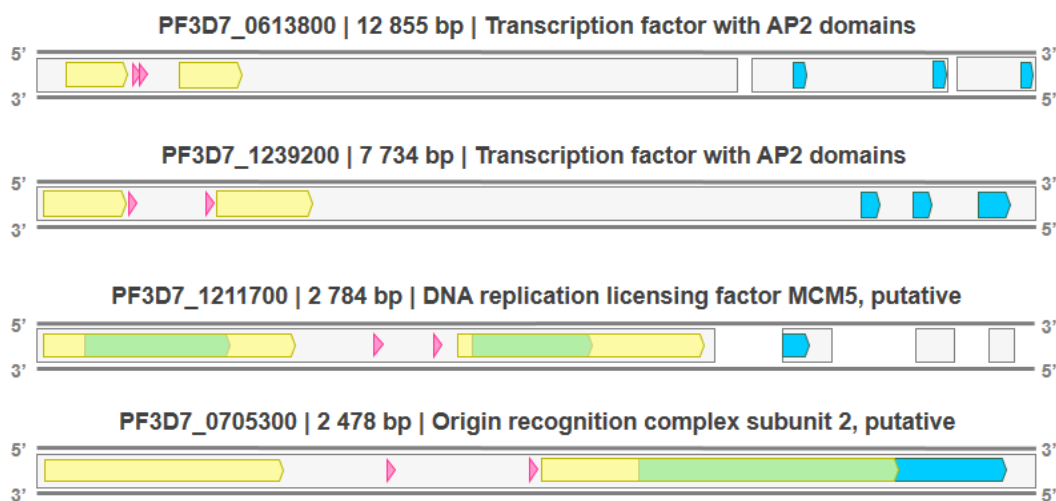 PF3D7_0613800 | 12 855 bp | Transcription factor with AP2 domains
5’ 3’
3’ 5’
PF3D7_1239200 | 7 734 bp | Transcription factor with AP2 domains
5’ 3’
3’ 5’
PF3D7_1211700 | 2 784 bp | DNA replication licensing factor MCM5, putative
5’ 3’
3’ 5’
PF3D7_0705300 | 2 478 bp | Origin recognition complex subunit 2, putative
5’ 3’
3’ 5’